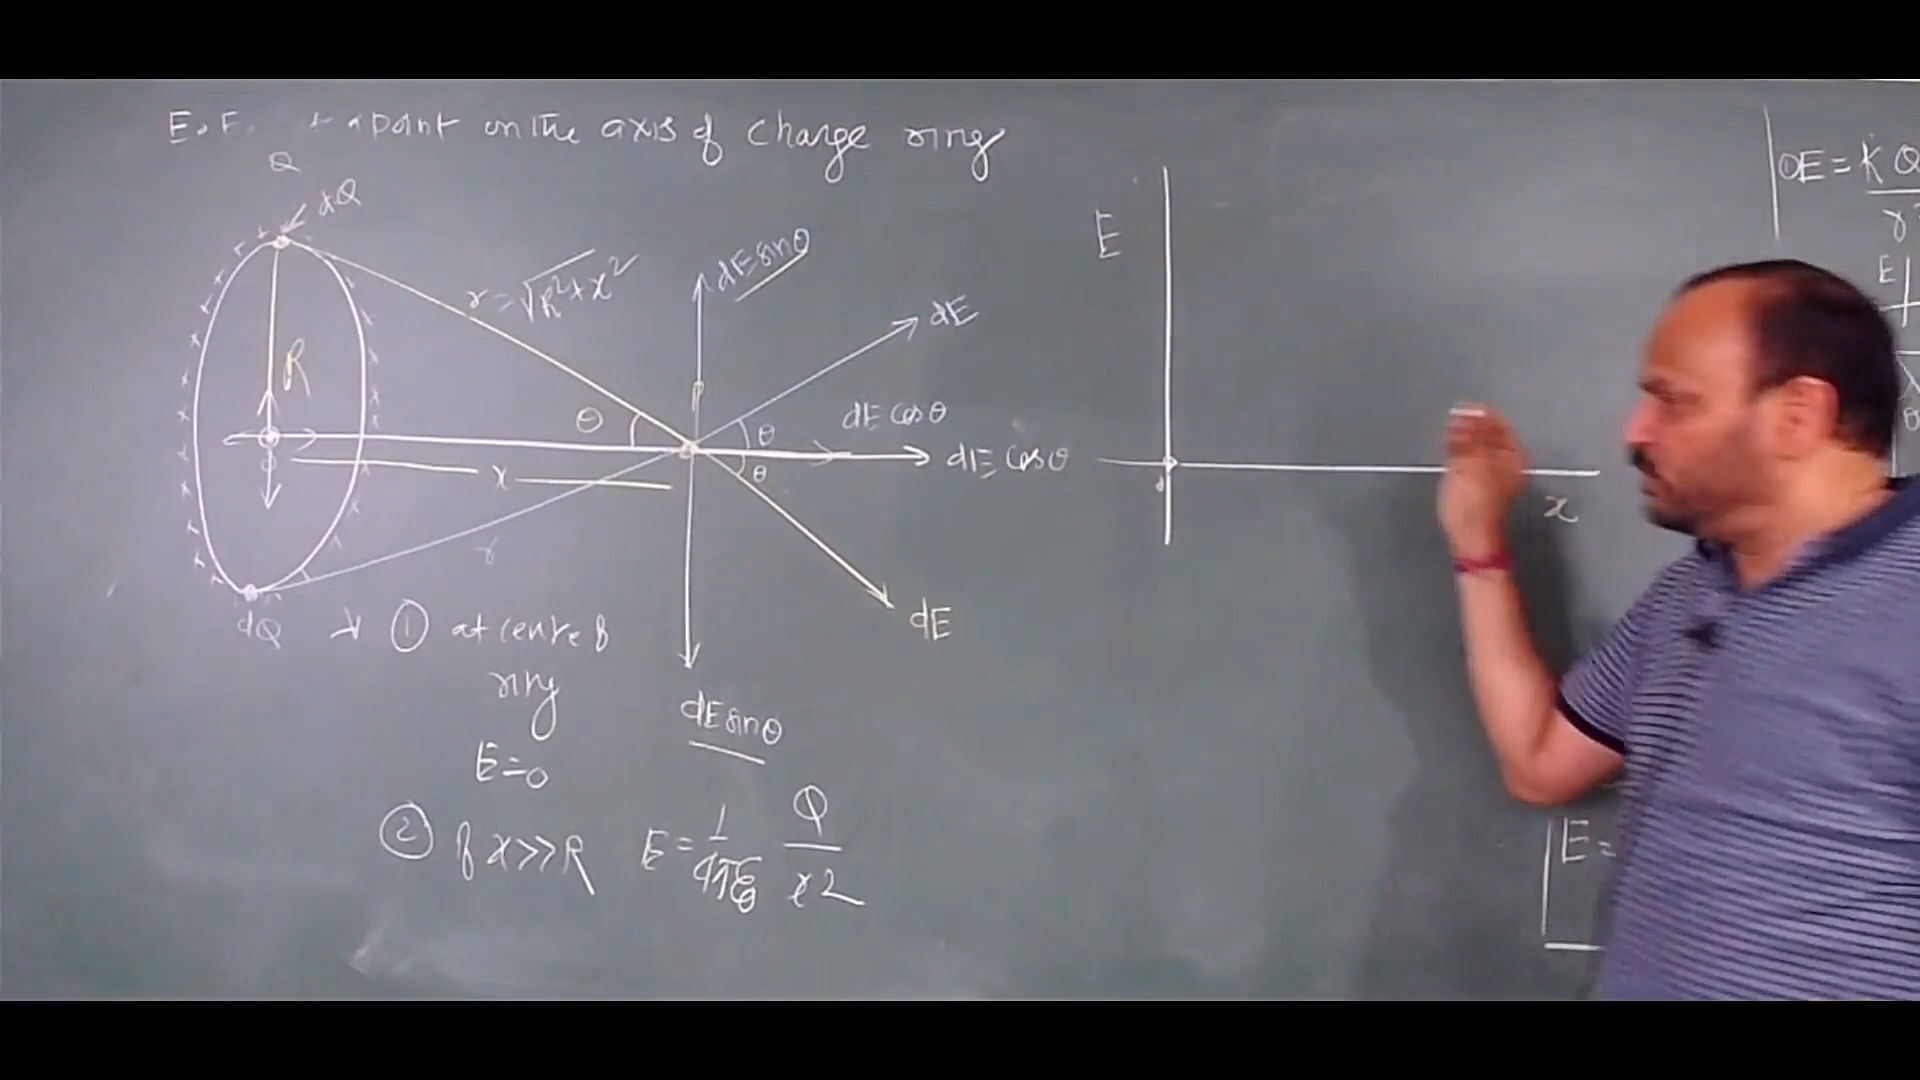 E.F. a point on the axis of charge ring
Q
dQ
r = √R²+x²
dE sinθ
dE
R
θ
θ
dE cosθ
dE cosθ
x
θ
r
dE
dQ
① at centre of
ring
E=0
dE sinθ
② if x>>R E = 1/4πε₀ Q/x2
E
x
dE = K Q
r
E
θ
E =